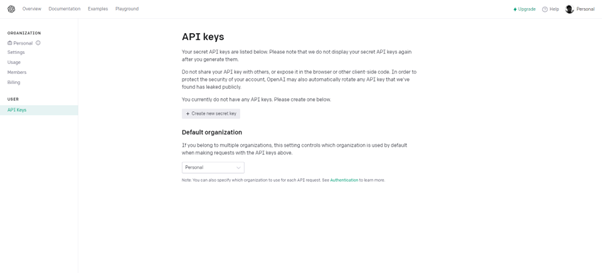 Overview Documentation Examples Playground
Upgrade Help Personal
ORGANIZATION
Personal
Settings
Usage
Members
Billing
USER
API Keys
API keys
Your secret API keys are listed below. Please note that we do not display your secret API keys again
after you generate them.
Do not share your API key with others, or expose it in the browser or other client-side code. In order to
protect the security of your account, OpenAI may also automatically rotate any API key that we've
found has leaked publicly.
You currently do not have any API keys. Please create one below.
+ Create new secret key
Default organization
If you belong to multiple organizations, this setting controls which organization is used by default
when making requests with the API keys above.
Personal
Note: You can also specify which organization to use for each API request. See Authentication to learn more.